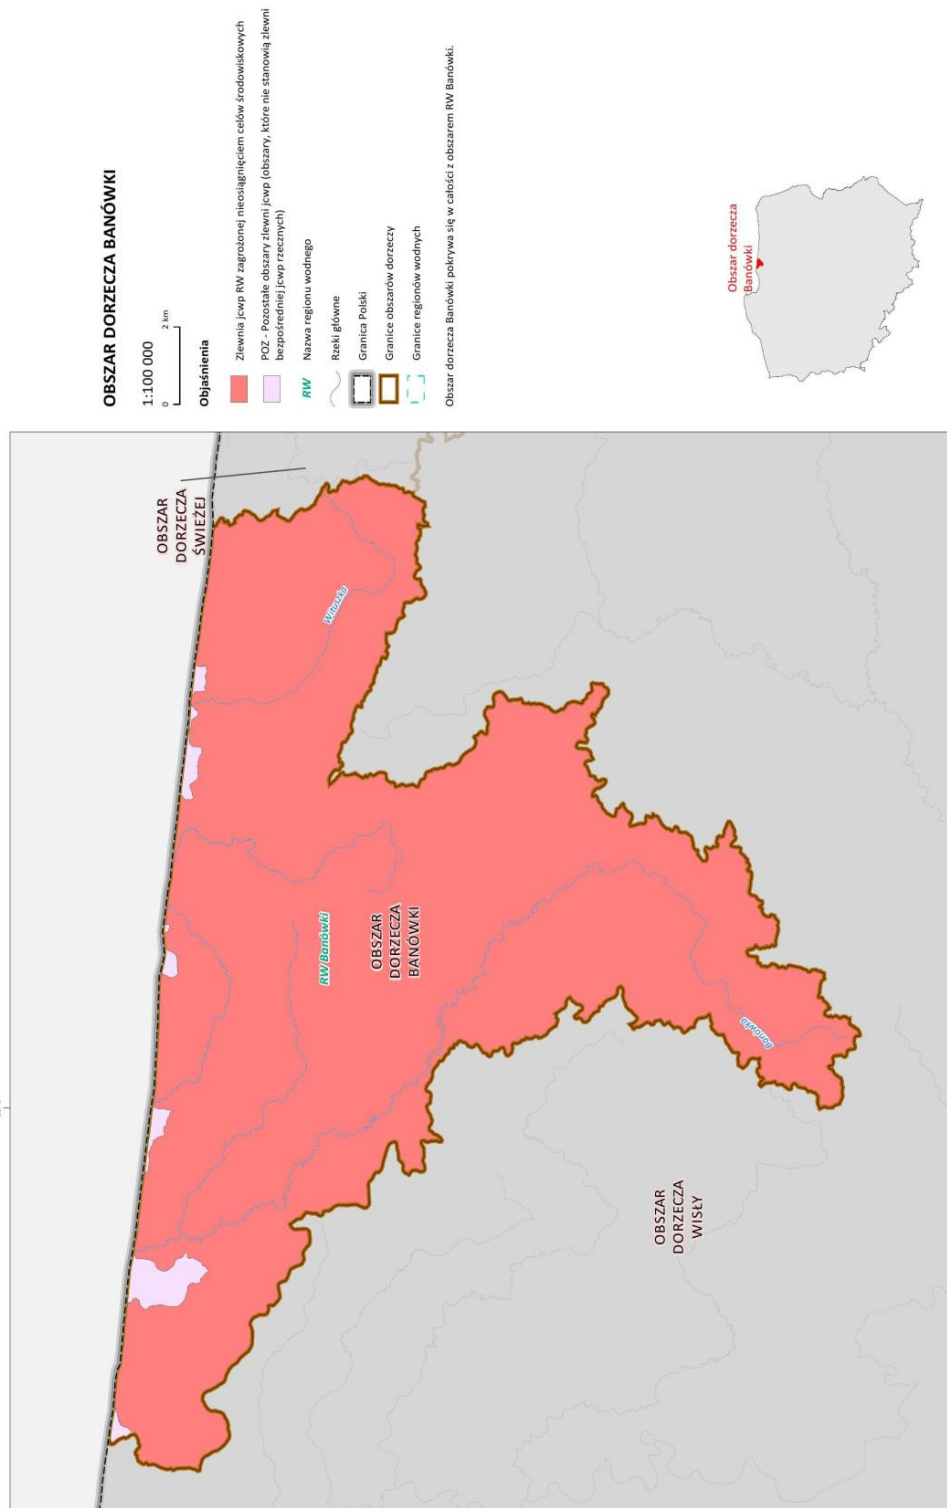 OBSZAR DORZECZA BANÓWKI
1:100 000
0 2 km
Objaśnienia
Zlewnia jcwp RW zagrożonej nieosiągnięciem celów środowiskowych
POZ - Pozostałe obszary zlewni jcwp (obszary, które nie stanowią zlewni
bezpośredniej jcwp rzecznych)
RW Nazwa regionu wodnego
Rzeki główne
Granica Polski
Granice obszarów dorzeczy
Granice regionów wodnych
Obszar dorzecza Banówki pokrywa się w całości z obszarem RW Banówki.
Obszar dorzecza
Banówki
OBSZAR
DORZECZA
ŚWIEŻEJ
Wituszka
RW Banówki
OBSZAR
DORZECZA
BANÓWKI
Banówka
OBSZAR
DORZECZA
WISŁY